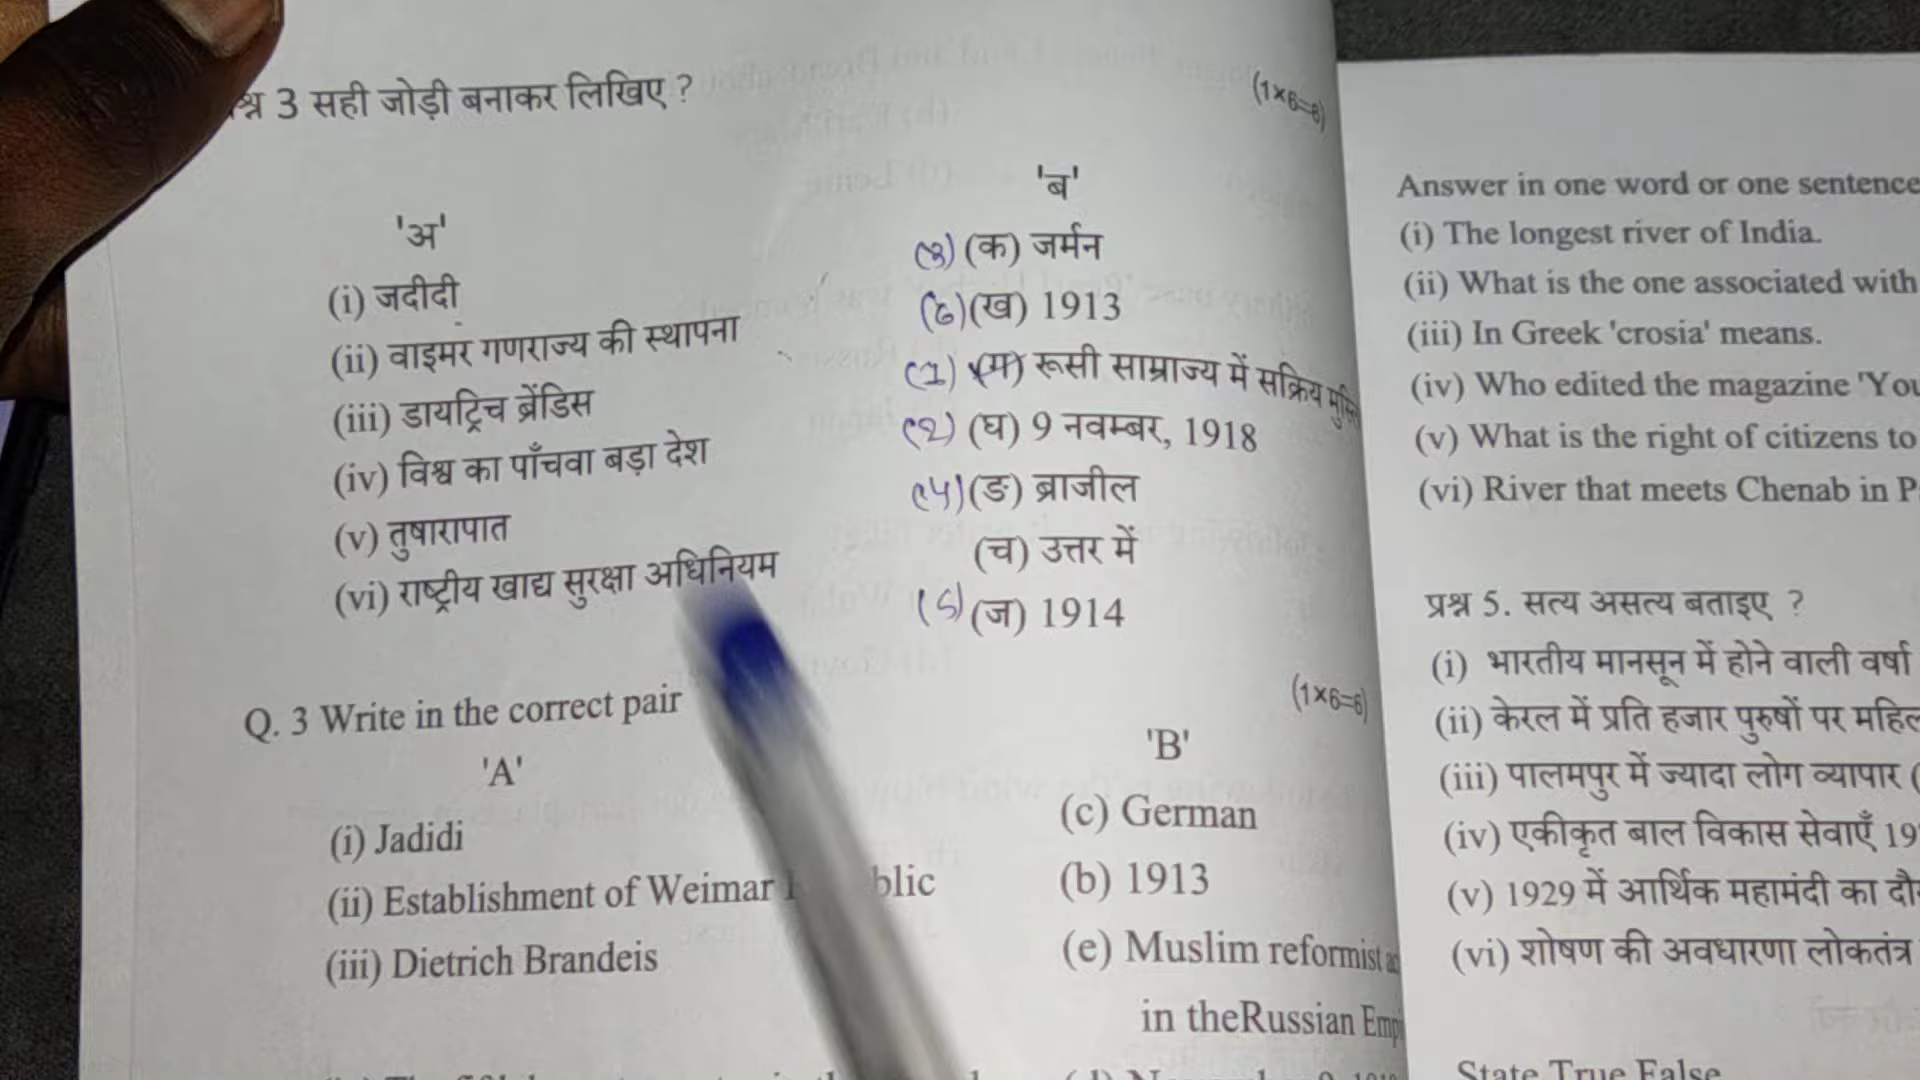 श्न 3 सही जोड़ी बनाकर लिखिए ?
(1×6=6)
'अ'
'ब'
(i) जदीदी
(ii) वाइमर गणराज्य की स्थापना
(iii) डायट्रिच ब्रेंडिस
(iv) विश्व का पाँचवा बड़ा देश
(v) तुषारापात
(vi) राष्ट्रीय खाद्य सुरक्षा अधिनियम
(३) (क) जर्मन
(६) (ख) 1913
(1) (ग) रूसी साम्राज्य में सक्रिय
(२) (घ) 9 नवम्बर, 1918
(ङ) ब्राजील
(च) उत्तर में
(ज) 1914
Q. 3 Write in the correct pair
(1×6=6)
'A'
'B'
(i) Jadidi
(ii) Establishment of Weimar
(iii) Dietrich Brandeis
(c) German
(b) 1913
(e) Muslim reformist
in theRussian
Answer in one word or one sentence
(i) The longest river of India.
(ii) What is the one associated with
(iii) In Greek 'crosia' means.
(iv) Who edited the magazine
(v) What is the right of citizens to
(vi) River that meets Chenab in
प्रश्न 5. सत्य असत्य बताइए ?
(i) भारतीय मानसून में होने वाली वर्षा
(ii) केरल में प्रति हजार पुरुषों पर
(iii) पालमपुर में ज्यादा लोग व्यापार (
(iv) एकीकृत बाल विकास सेवाएँ 19
(v) 1929 में आर्थिक महामंदी का
(vi) शोषण की अवधारणा लोकतंत्र
State True False